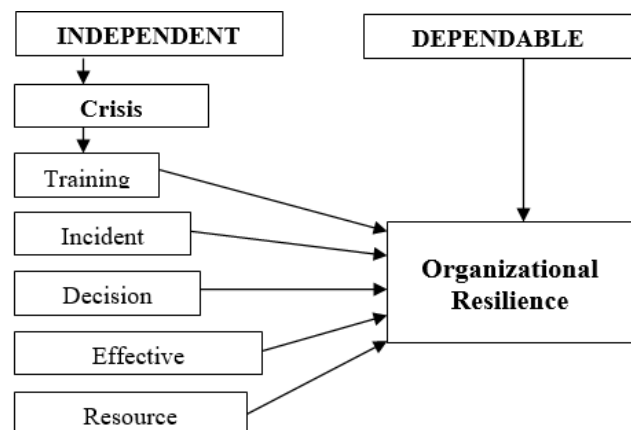 INDEPENDENT
DEPENDABLE
Crisis
Training
Incident
Decision
Effective
Resource
Organizational
Resilience